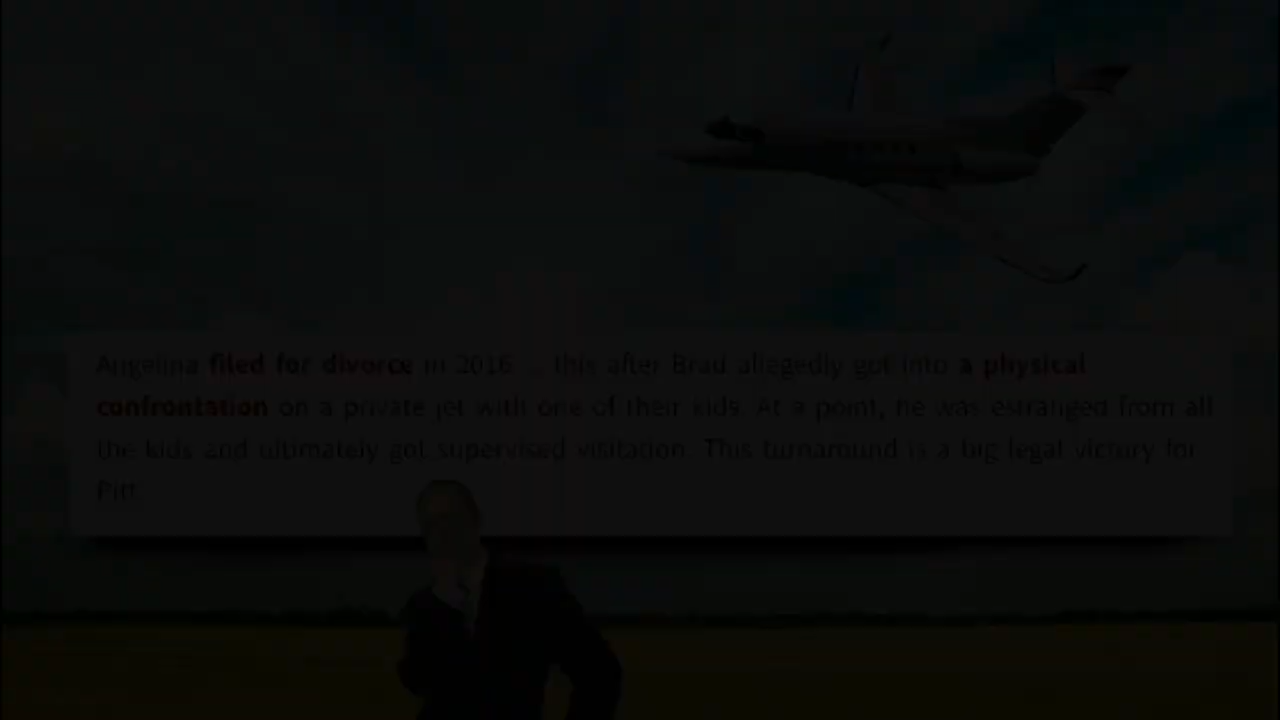 Angelina filed for divorce in 2016 ... this after Brad allegedly got into a physical
confrontation on a private jet with one of their kids. At a point, he was estranged from all
the kids and ultimately got supervised visitation. This turnaround is a big legal victory for
Pitt.